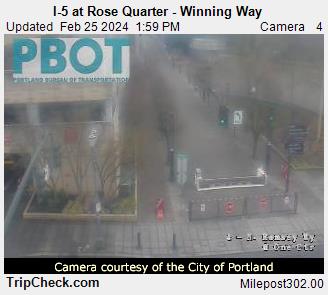 I-5 at Rose Quarter - Winning Way
Updated Feb 25 2024 1:59 PM Camera 4
PBOT
PORTLAND BUREAU OF TRANSPORTATION
Camera courtesy of the City of Portland
TripCheck.com Milepost302.00